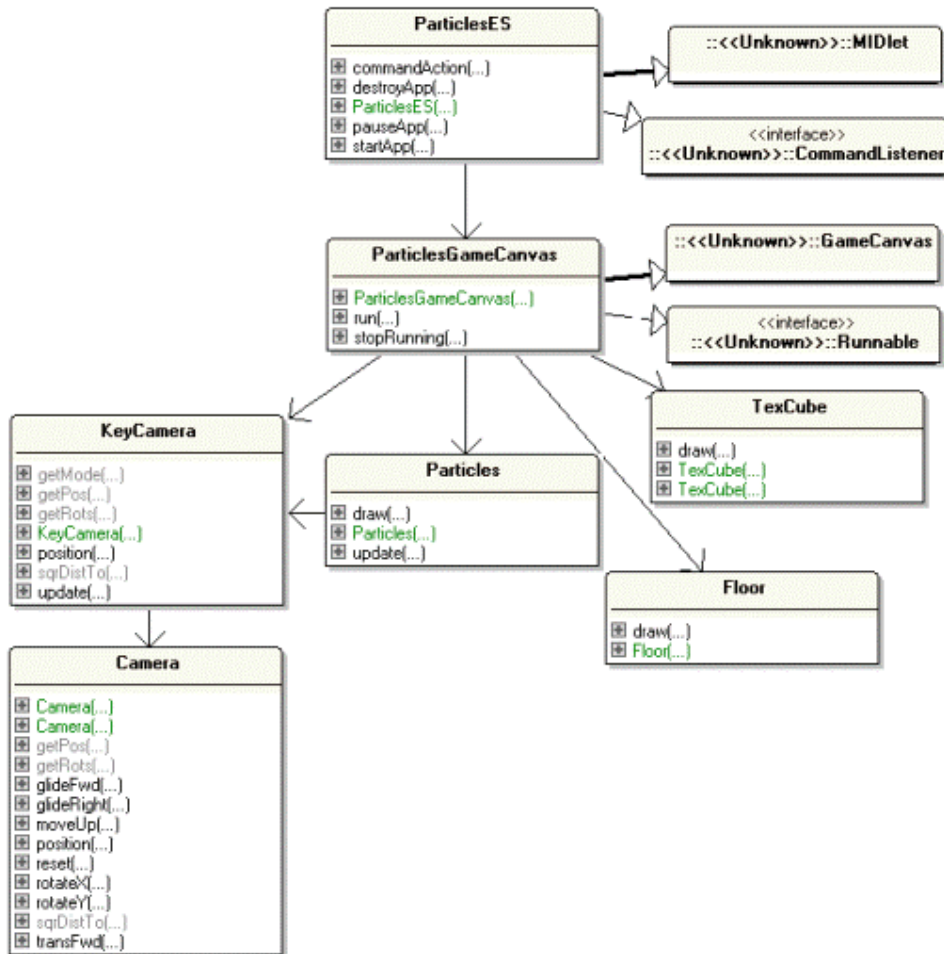 ParticlesES
commandAction(...)
destroyApp(...)
ParticlesES(...)
pauseApp(...)
startApp(...)
::<<Unknown>>::MIDlet
<<interface>>
::<<Unknown>>::CommandListener
ParticlesGameCanvas
ParticlesGameCanvas(...)
run(...)
stopRunning(...)
::<<Unknown>>::GameCanvas
<<interface>>
::<<Unknown>>::Runnable
KeyCamera
getMode(...)
getPos(...)
getRots(...)
KeyCamera(...)
position(...)
sqrDistTo(...)
update(...)
Particles
draw(...)
Particles(...)
update(...)
TexCube
draw(...)
TexCube(...)
TexCube(...)
Floor
draw(...)
Floor(...)
Camera
Camera(...)
Camera(...)
getPos(...)
getRots(...)
glideFwd(...)
glideRight(...)
moveUp(...)
position(...)
reset(...)
rotateX(...)
rotateY(...)
sqrDistTo(...)
transFwd(...)